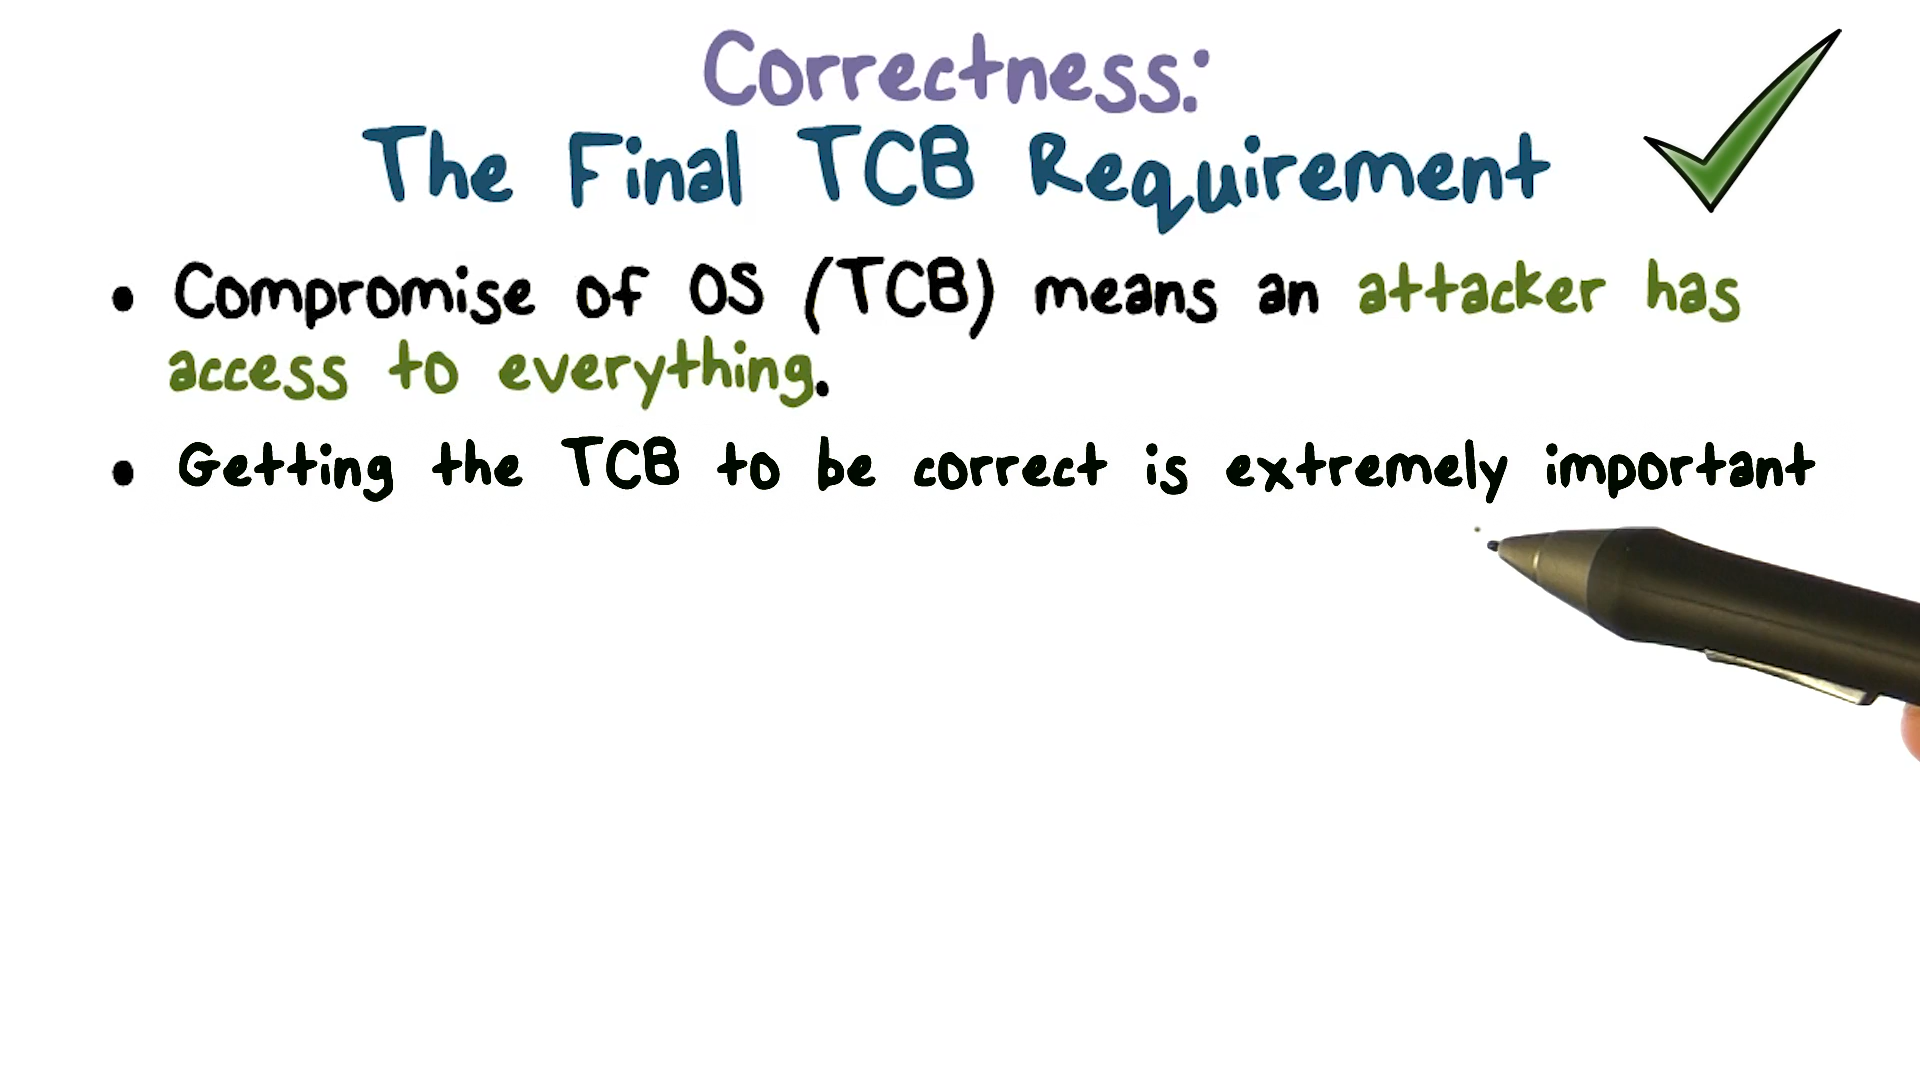 Correctness:
The Final TCB Requirement
• Compromise of OS (TCB) means an attacker has
access to everything.
• Getting the TCB to be correct is extremely important